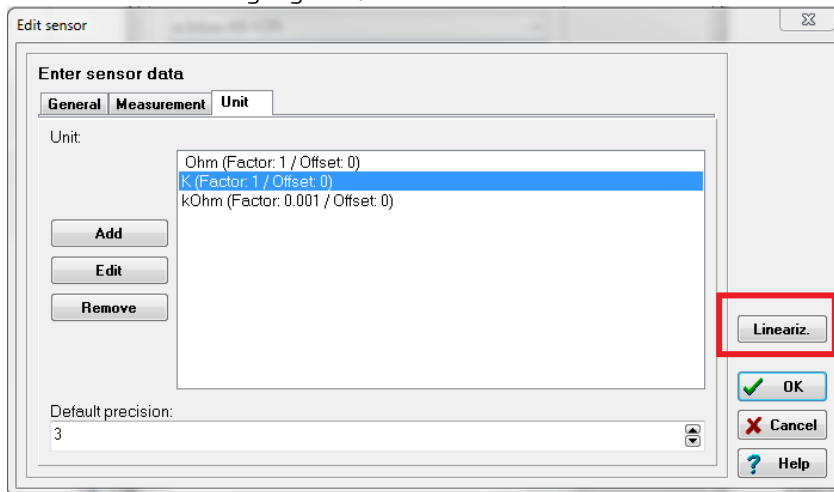 Edit sensor
Enter sensor data
General Measurement Unit
Unit:
Ohm (Factor: 1 / Offset: 0)
K (Factor: 1 / Offset: 0)
kOhm (Factor: 0.001 / Offset: 0)
Add
Edit
Remove
Lineariz.
OK
Default precision:
3
Cancel
Help